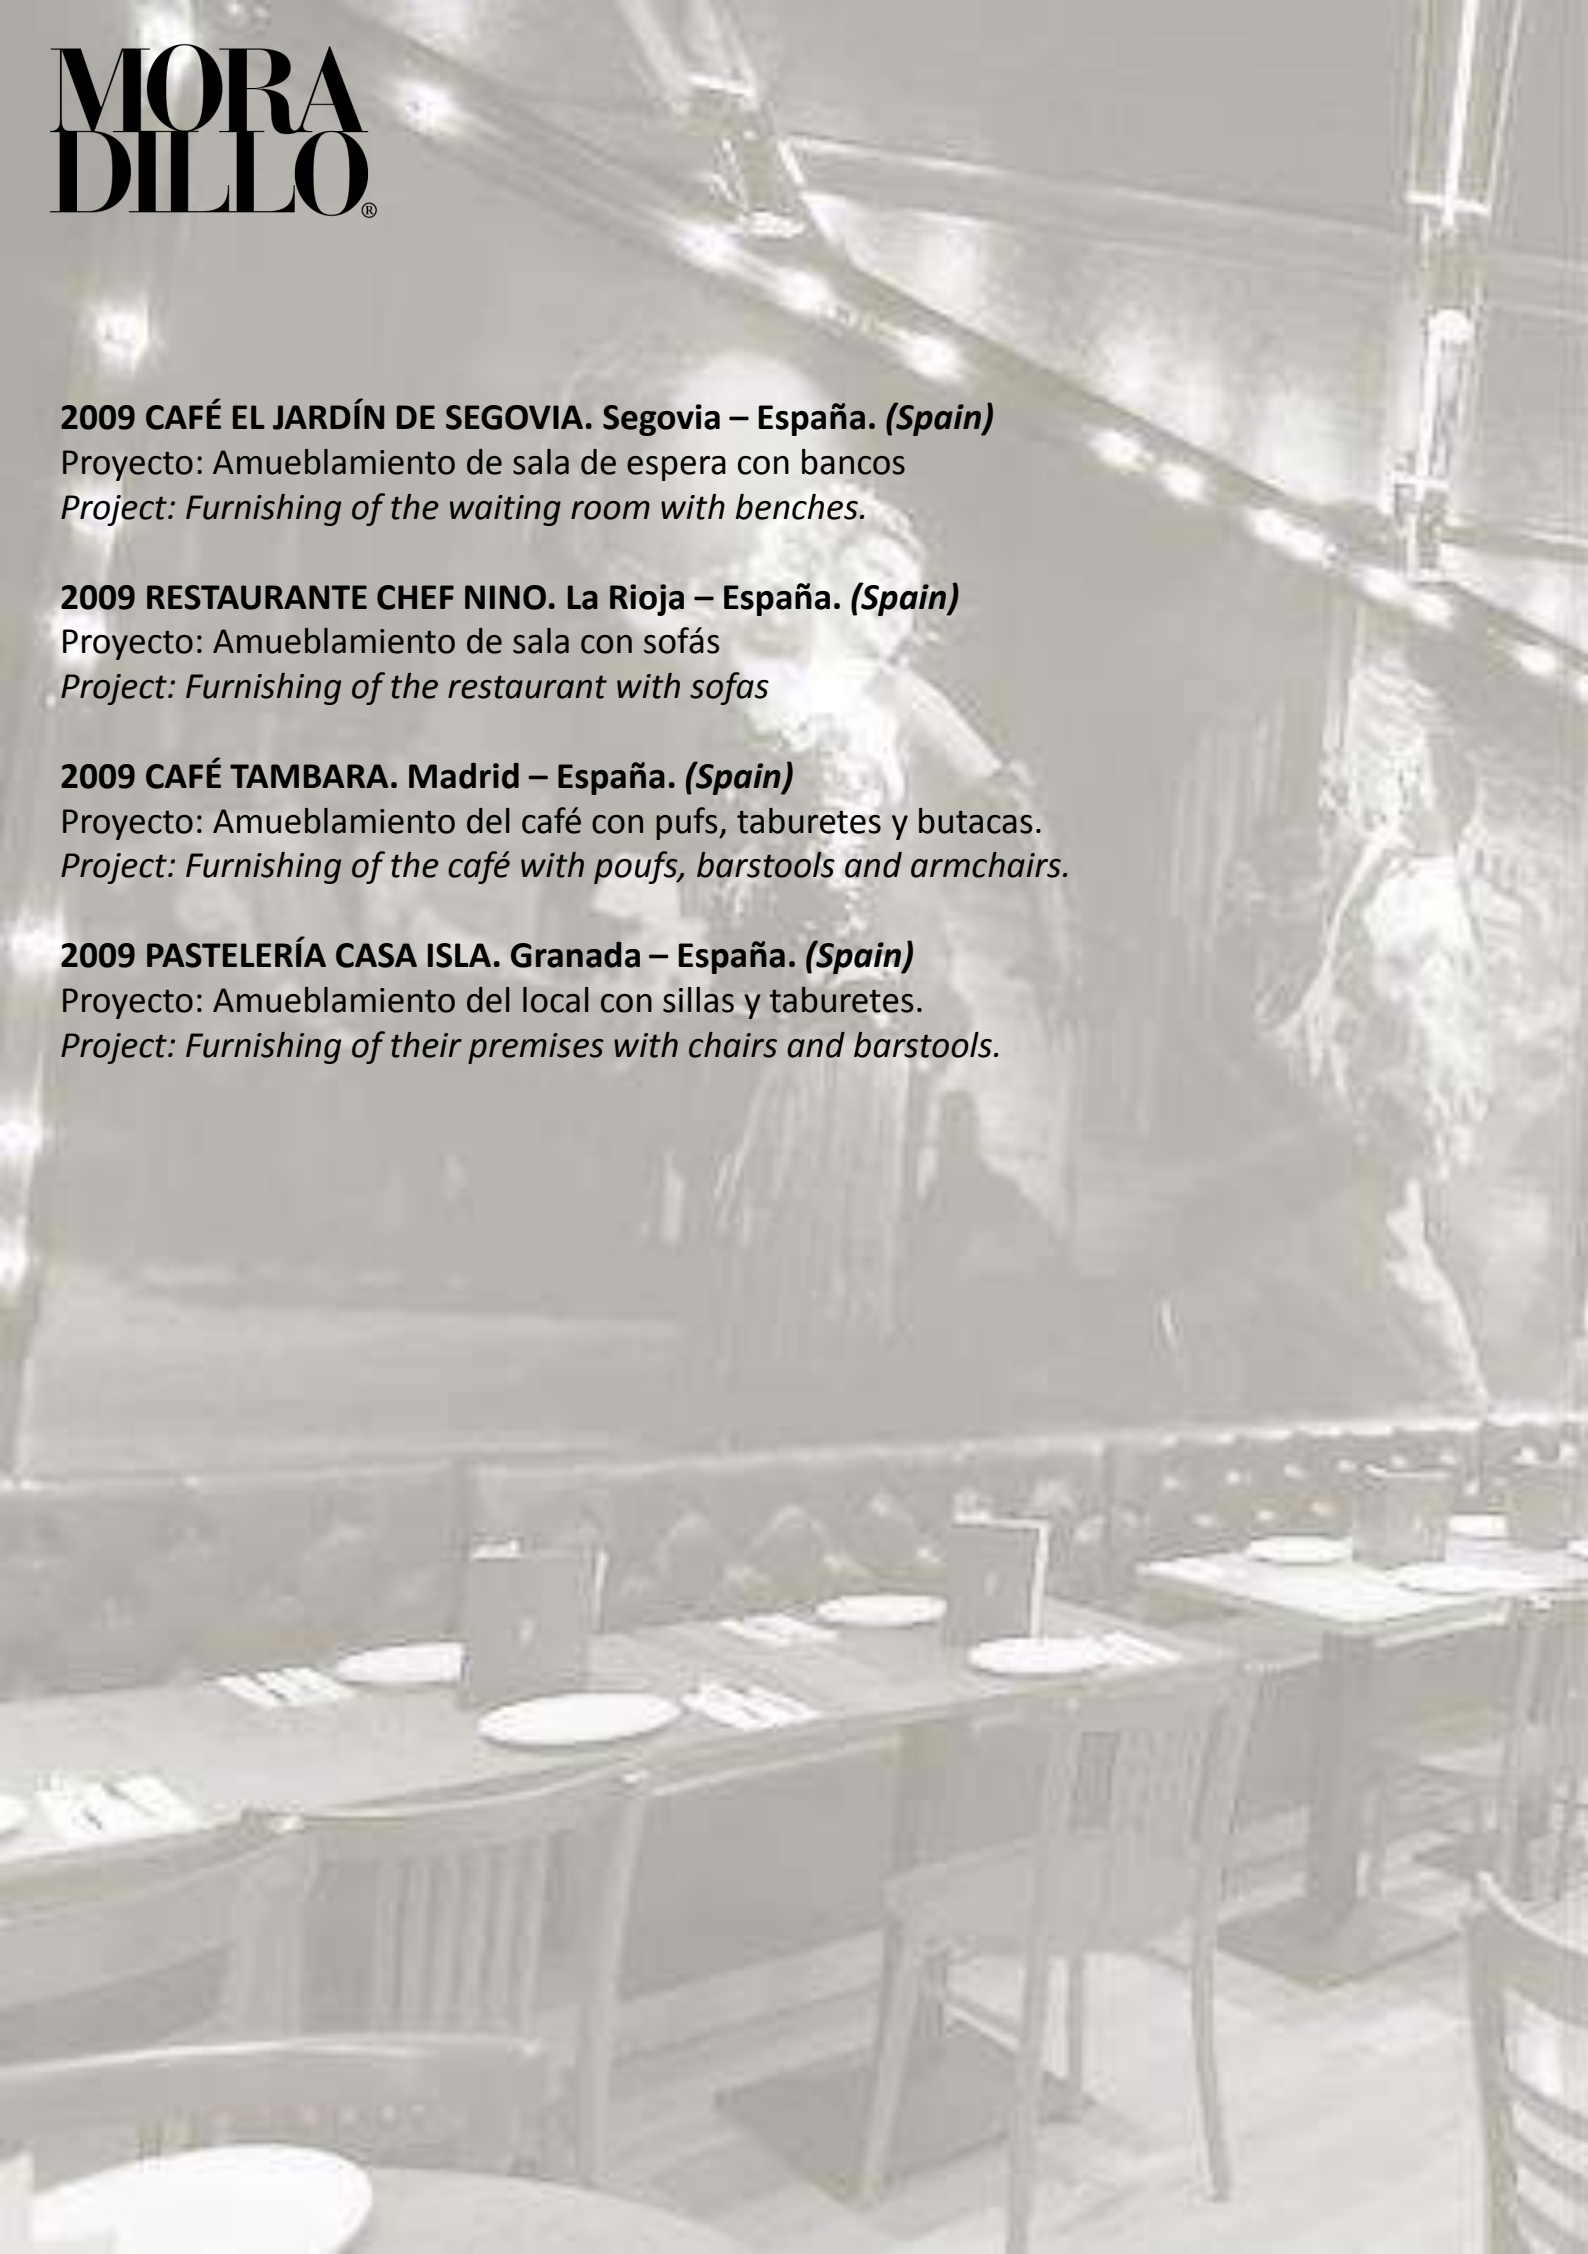 MORA
DILLO®
2009 CAFÉ EL JARDÍN DE SEGOVIA. Segovia – España. (Spain)
Proyecto: Amueblamiento de sala de espera con bancos
Project: Furnishing of the waiting room with benches.
2009 RESTAURANTE CHEF NINO. La Rioja – España. (Spain)
Proyecto: Amueblamiento de sala con sofás
Project: Furnishing of the restaurant with sofas
2009 CAFÉ TAMBARA. Madrid – España. (Spain)
Proyecto: Amueblamiento del café con pufs, taburetes y butacas.
Project: Furnishing of the café with poufs, barstools and armchairs.
2009 PASTELERÍA CASA ISLA. Granada – España. (Spain)
Proyecto: Amueblamiento del local con sillas y taburetes.
Project: Furnishing of their premises with chairs and barstools.